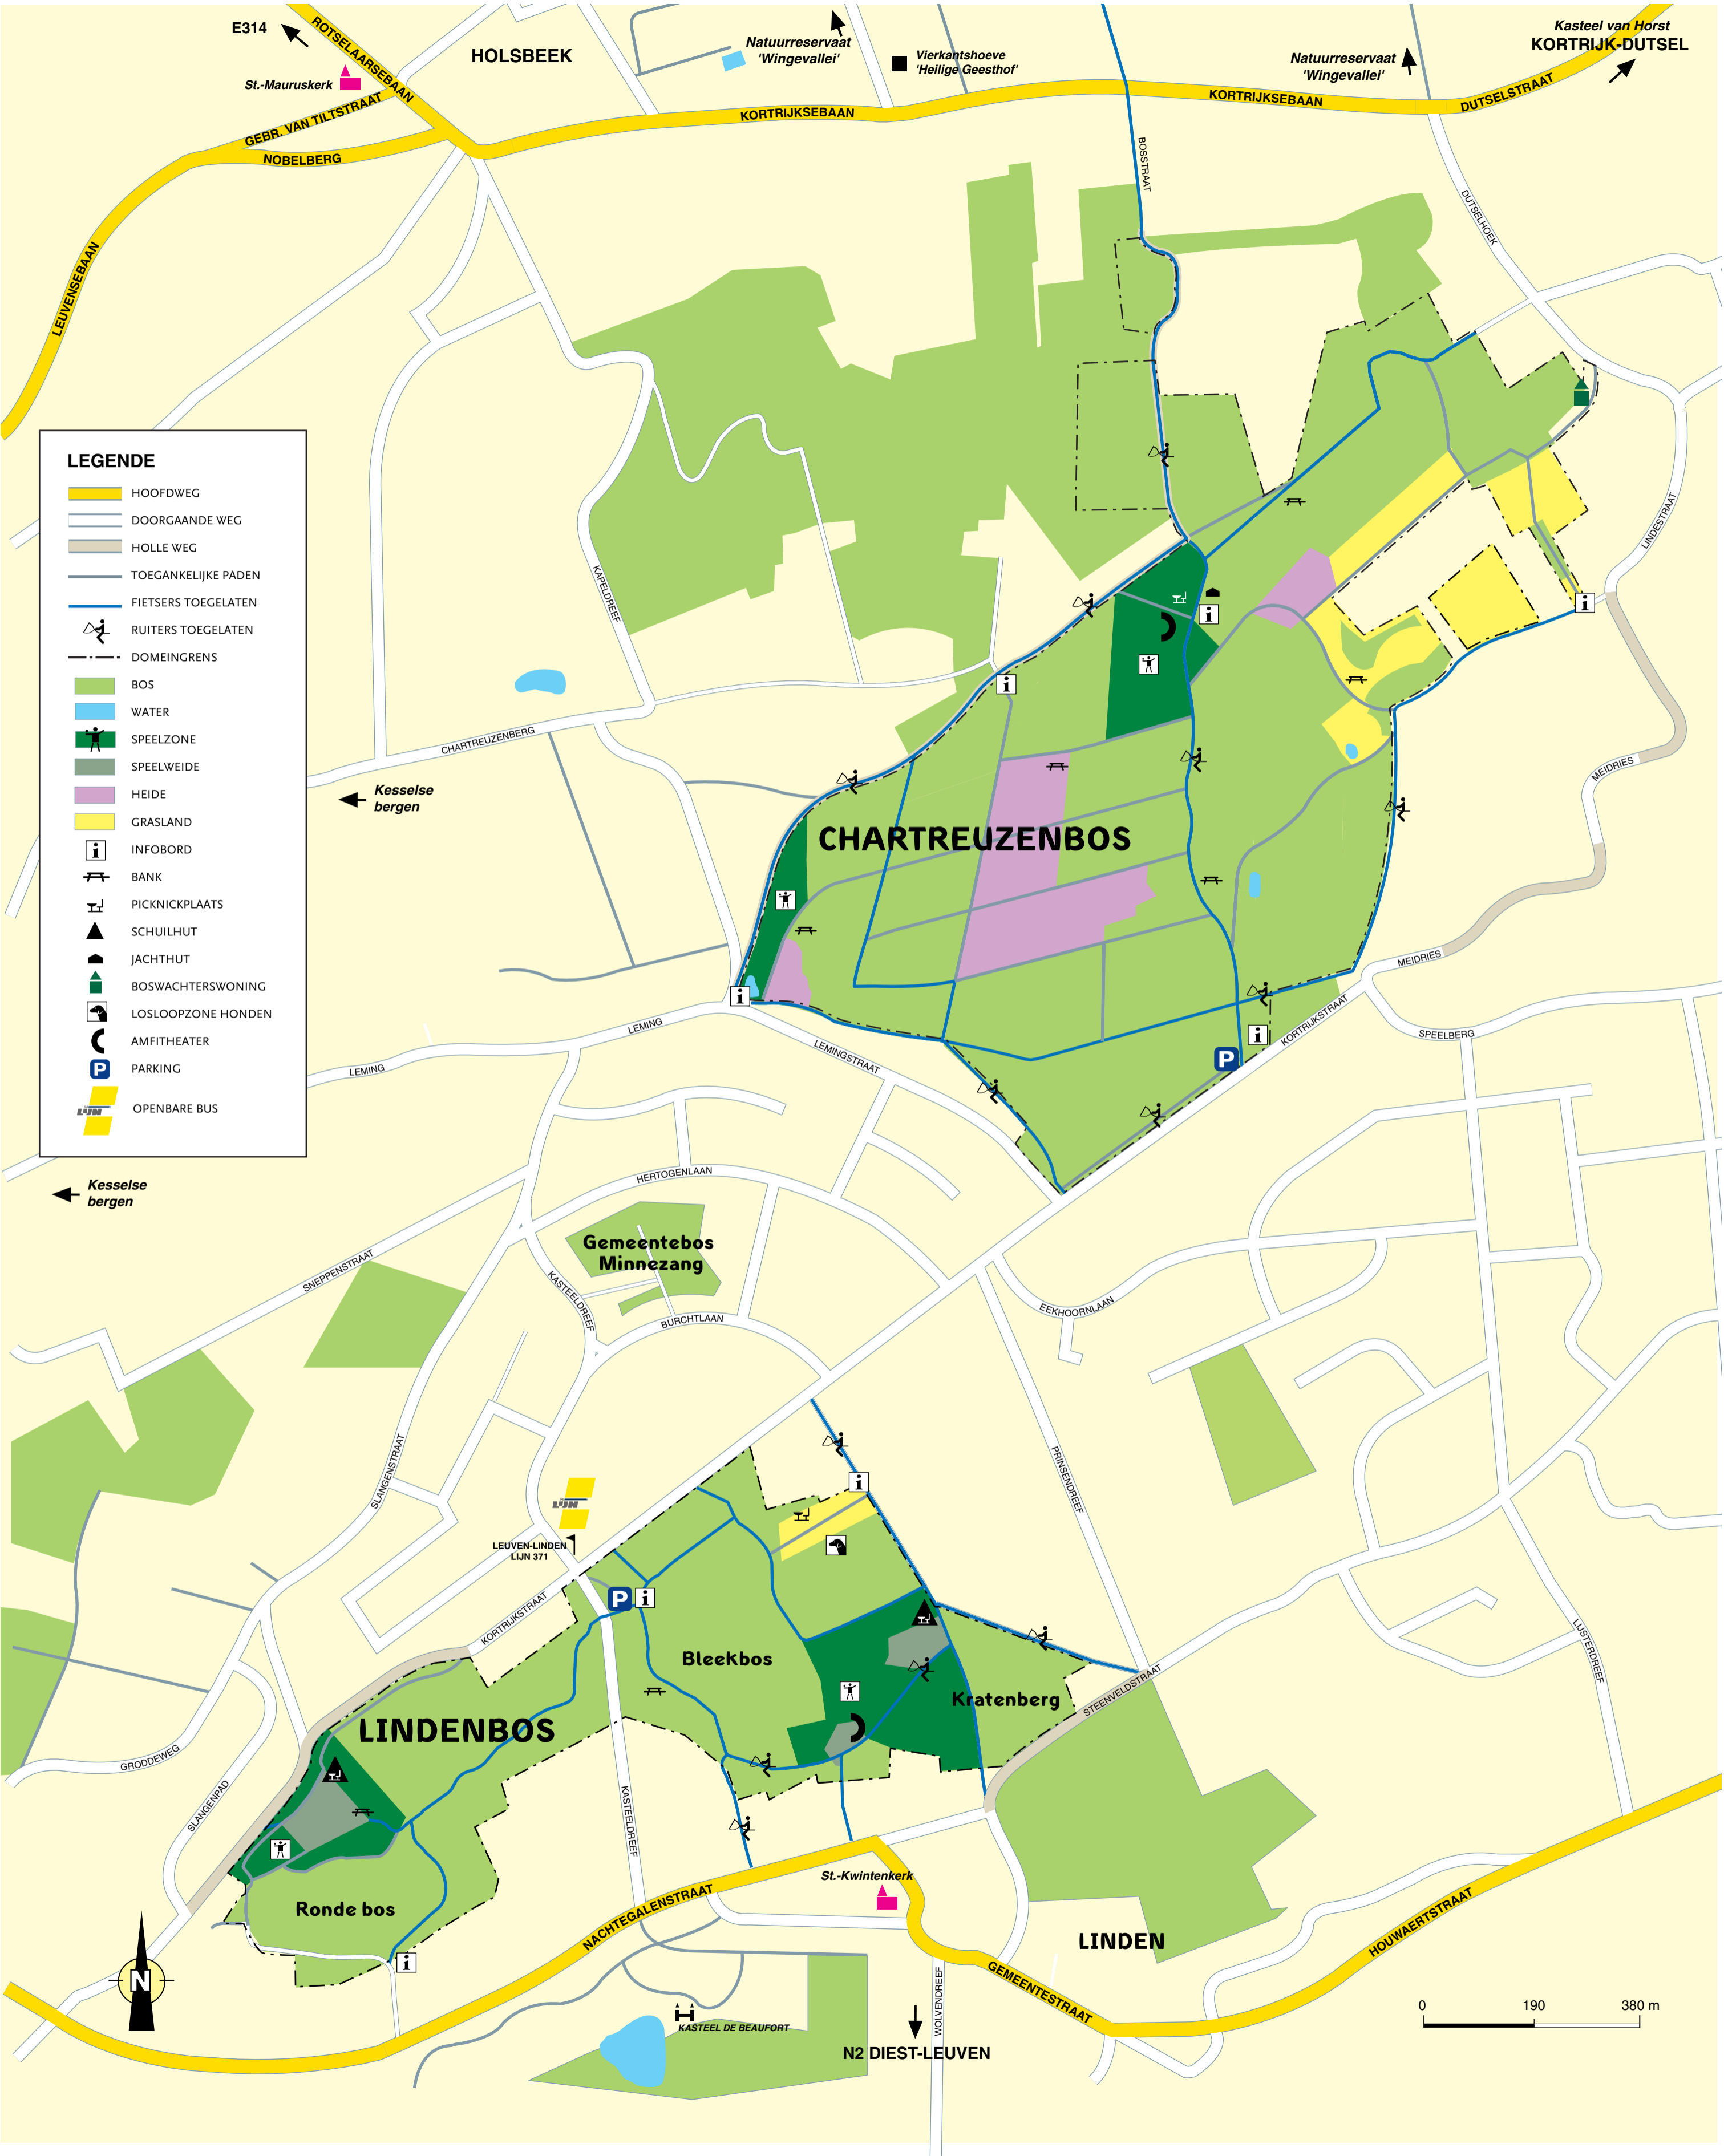 E314
ROTSELAARSEBAAN
HOLSBEEK
St.-Mauruskerk
GEBR. VAN TILTSTRAAT
NOBELBERG
LEUVENSEBAAN
Natuurreservaat
'Wingevallei'
Vierkantshoeve
'Heilige Geesthof'
KORTRIJKSEBAAN
Natuurreservaat
'Wingevallei'
KORTRIJKSEBAAN
Kasteel van Horst
KORTRIJK-DUTSEL
DUTSELSTRAAT
BOSSTRAAT
DUTSELHOEK
LINDESTRAAT
LEGENDE
HOOFDWEG
DOORGAANDE WEG
HOLLE WEG
TOEGANKELIJKE PADEN
FIETSERS TOEGELATEN
RUITERS TOEGELATEN
DOMEINGRENS
BOS
WATER
SPEELZONE
SPEELWEIDE
HEIDE
GRASLAND
i INFOBORD
BANK
PICKNICKPLAATS
SCHUILHUT
JACHTHUT
BOSWACHTERSWONING
LOSLOOPZONE HONDEN
AMFITHEATER
P PARKING
LIJN OPENBARE BUS
KAPELDREEF
CHARTREUZENBERG
Kesselse
bergen
i
i
i
CHARTREUZENBOS
MEIDRIES
i
LEMING
LEMING
LEMINGSTRAAT
i
P
KORTRIJKSTRAAT
MEIDRIES
SPEELBERG
Kesselse
bergen
HERTOGENLAAN
Gemeentebos
Minnezang
SNEPPENSTRAAT
KASTEELDREEF
BURCHTLAAN
EEKHOORNLAAN
SLANGENSTRAAT
PRINSENDREEF
i
LIJN
LEUVEN-LINDEN
LIJN 371
P
i
KORTRIJKSTRAAT
Bleekbos
Kratenberg
STEENVELDSTRAAT
LUSTERDREEF
LINDENBOS
GRODDEWEG
SLANGENPAD
KASTEELDREEF
Ronde bos
i
St.-Kwintenkerk
NACHTEGALENSTRAAT
LINDEN
HOUWAERTSTRAAT
GEMEENTESTRAAT
WOLVENDREEF
N
KASTEEL DE BEAUFORT
N2 DIEST-LEUVEN
0 190 380 m